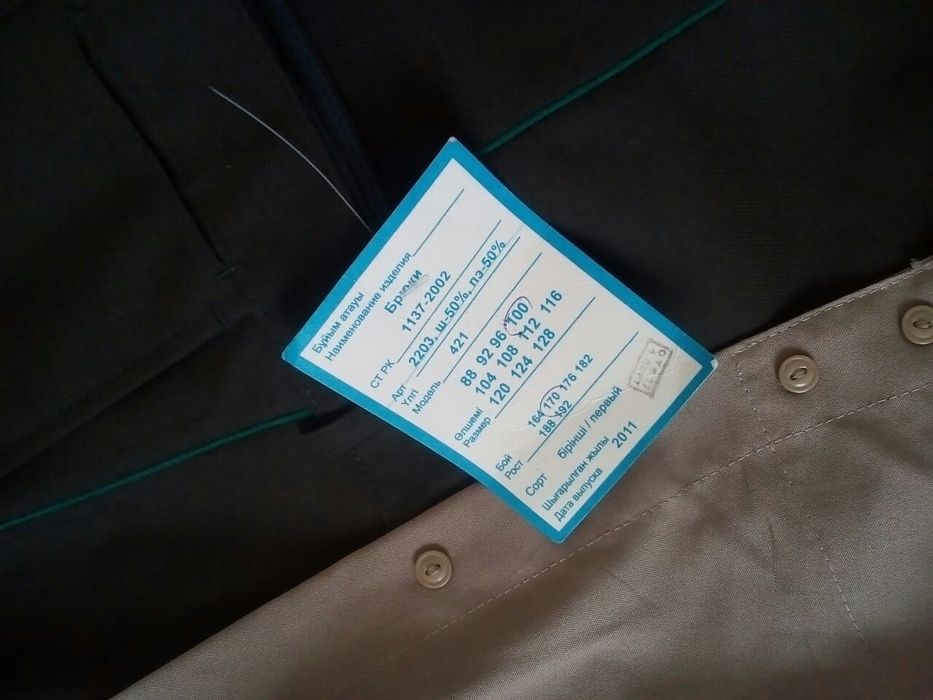 Бұйым атауы
Наименование изделия
Брюки
СТ РК 1137-2002
Арт 2203. ш-50%. пэ-50%
Үлгі
Модель 421
Өлшемі 88 92 96 100
Размер 104 108 112 116
120 124 128
Бой 164 170 176 182
Рост 188 192
Сорт бірінші / первый
Шығарылған жылы
Дата выпуска 2011